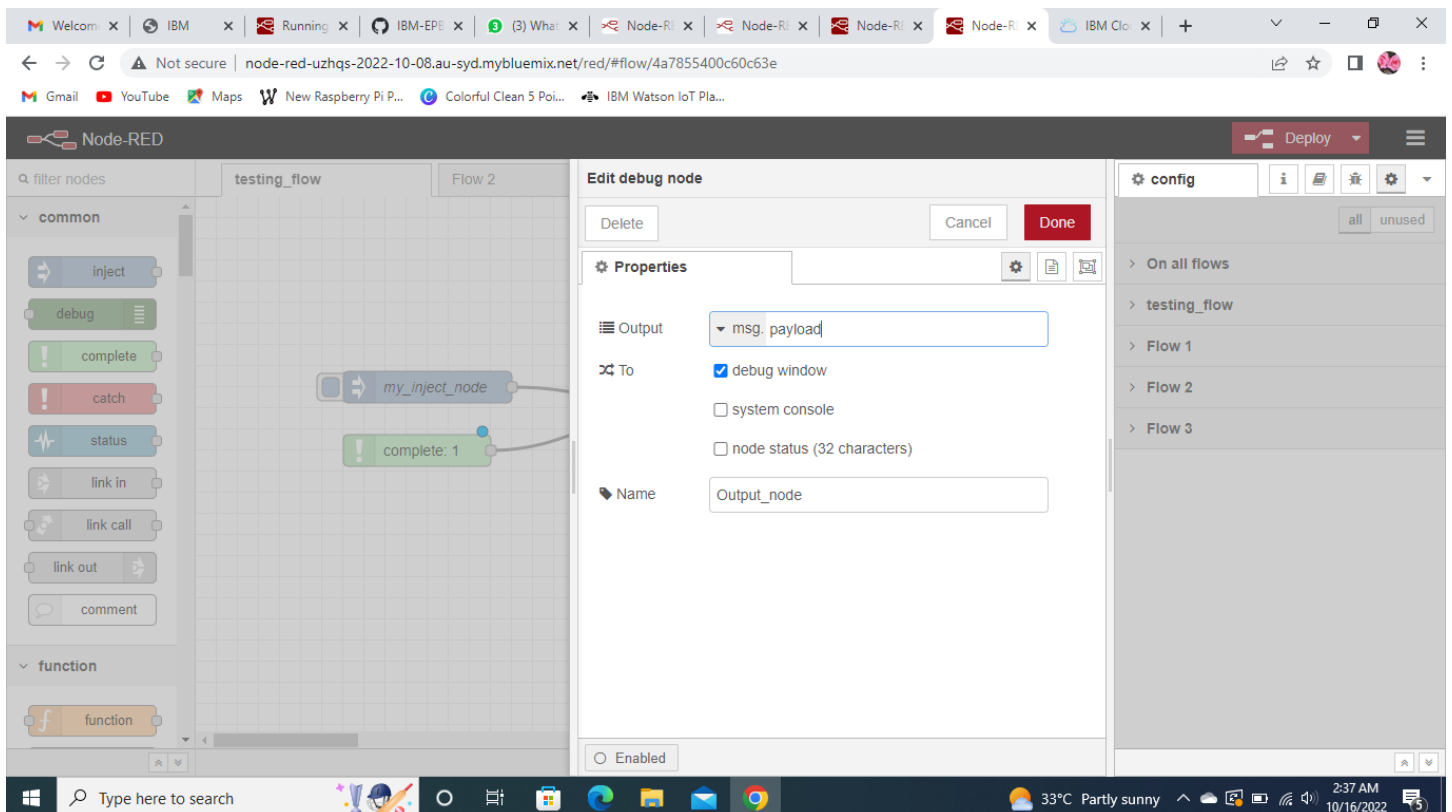 Welcome
IBM
Running
IBM-EPB
(3) What
Node-RE
Node-RE
Node-RE
Node-RE
IBM Clo
Not secure | node-red-uzhqs-2022-10-08.au-syd.mybluemix.net/red/#flow/4a7855400c60c63e
Gmail YouTube Maps New Raspberry Pi P... Colorful Clean 5 Poi... IBM Watson IoT Pla...
Node-RED
Deploy
filter nodes
testing_flow
Flow 2
Edit debug node
config
common
Delete
Cancel
Done
all unused
inject
Properties
On all flows
debug
testing_flow
Output
msg. payload
complete
Flow 1
To
debug window
my_inject_node
Flow 2
catch
system console
Flow 3
status
complete: 1
node status (32 characters)
link in
Name
Output_node
link call
link out
comment
function
function
Enabled
Type here to search
33°C Partly sunny
2:37 AM
10/16/2022
5